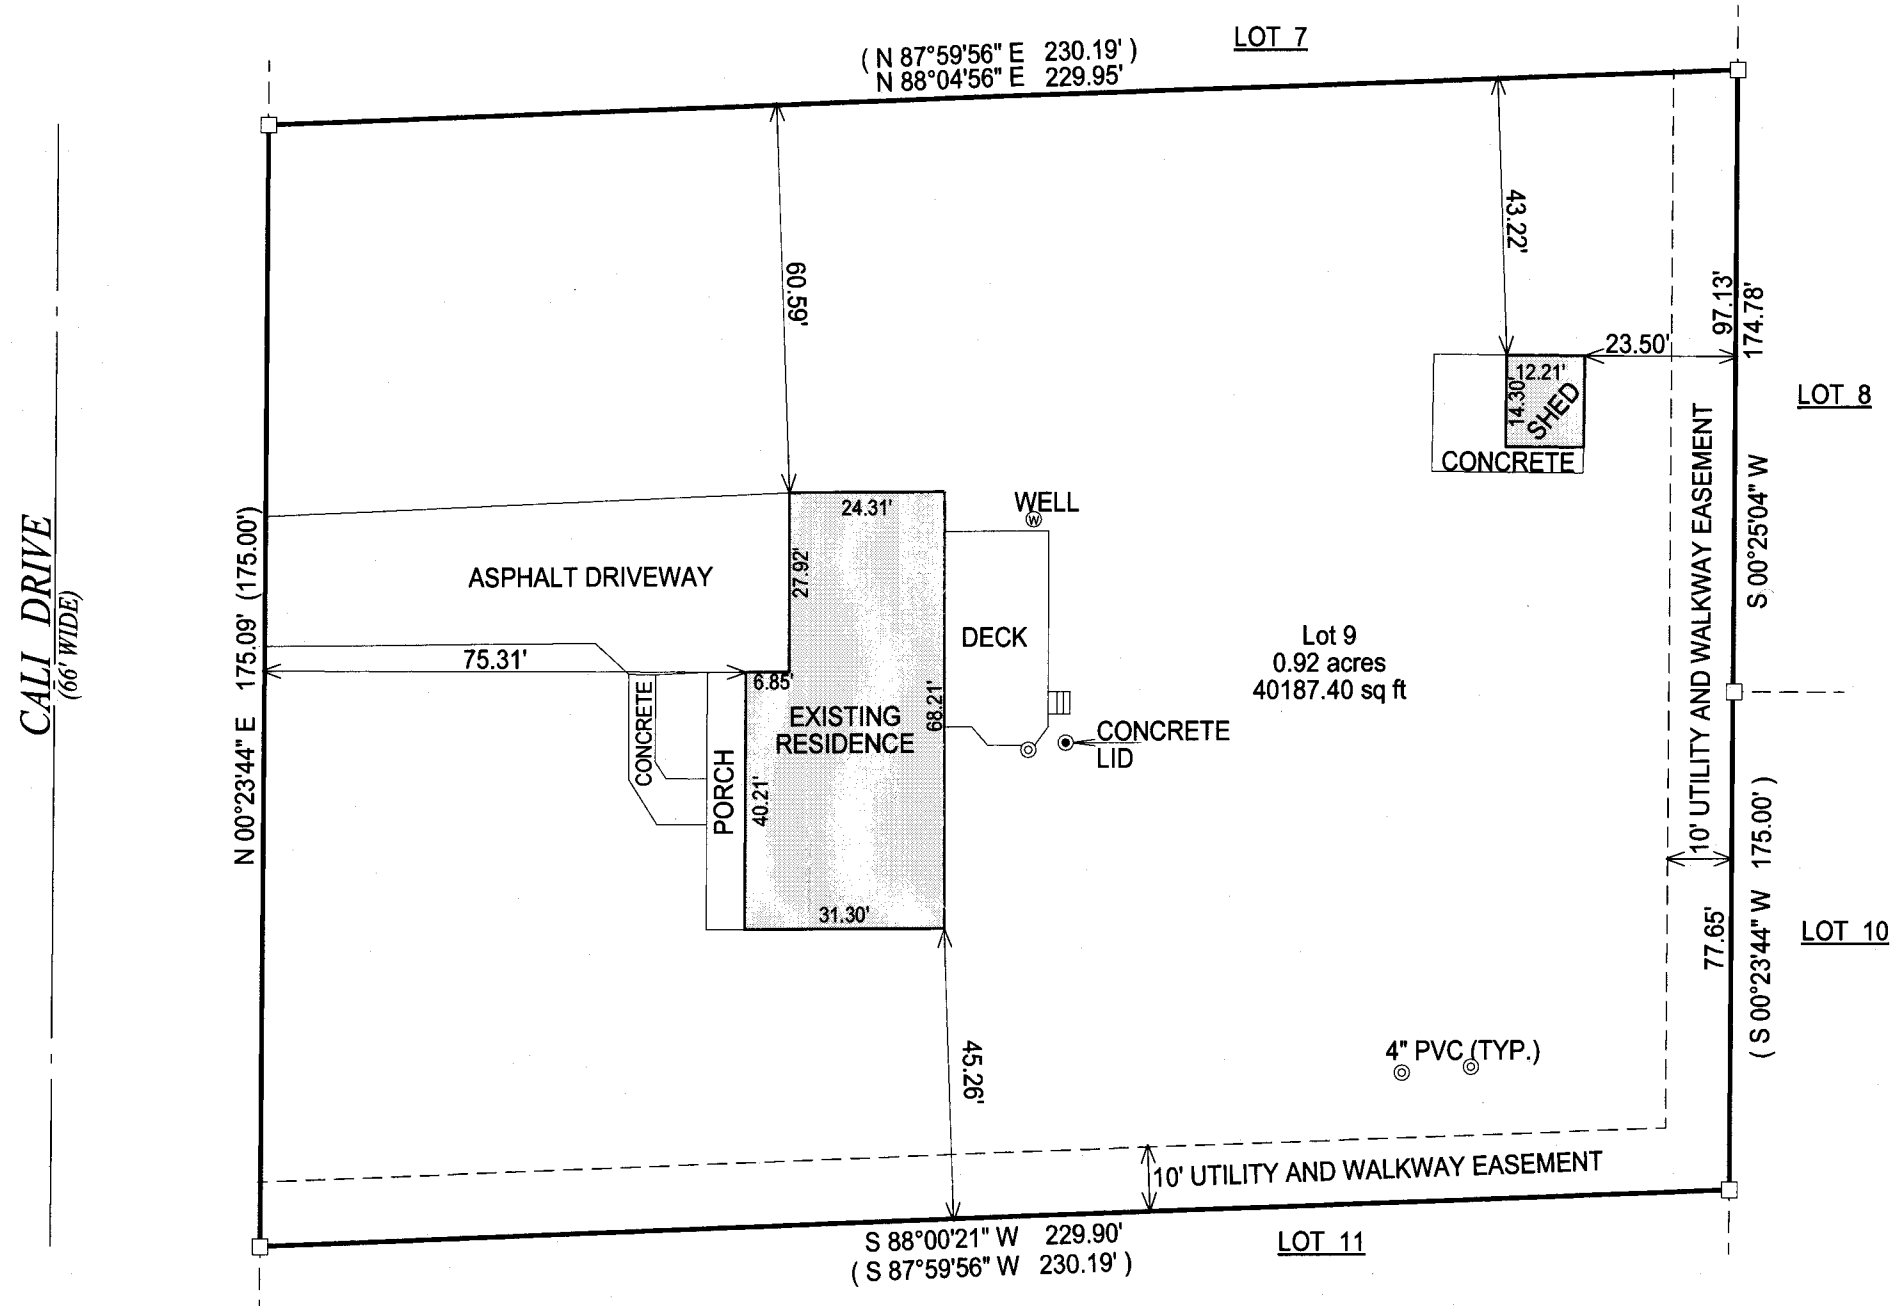 LOT 7
( N 87°59'56" E 230.19' )
N 88°04'56" E 229.95'
60.59'
43.22'
97.13'
174.78'
23.50'
12.21'
14.30'
SHED
CONCRETE
LOT 8
CALI DRIVE
(66' WIDE)
N 00°23'44" E 175.09' (175.00')
24.31'
WELL
W
ASPHALT DRIVEWAY
27.92'
DECK
Lot 9
0.92 acres
40187.40 sq ft
10' UTILITY AND WALKWAY EASEMENT
S 00°25'04" W
75.31'
6.85'
CONCRETE
68.21'
EXISTING
RESIDENCE
CONCRETE
LID
PORCH
40.21'
31.30'
77.65'
( S 00°23'44" W 175.00' )
LOT 10
45.26'
4" PVC (TYP.)
10' UTILITY AND WALKWAY EASEMENT
S 88°00'21" W 229.90'
( S 87°59'56" W 230.19' )
LOT 11